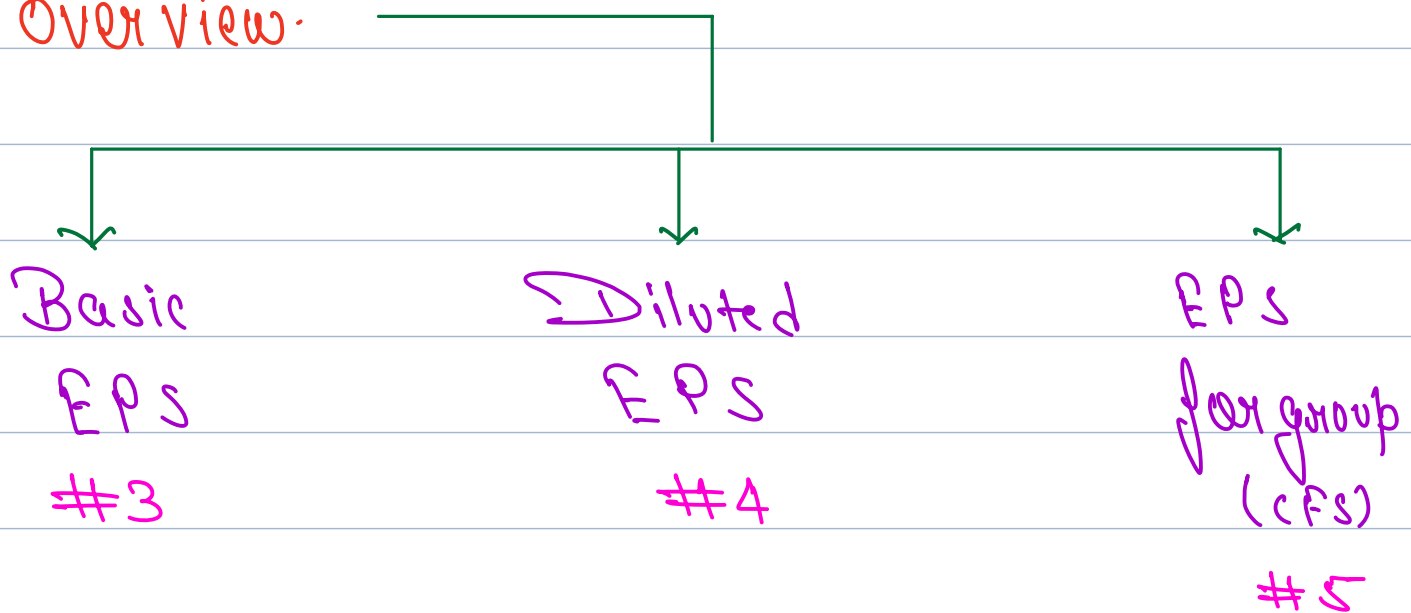 Overview.
Basic
EPS
#3
Diluted
EPS
#4
EPS
for group
(CFS)
#5